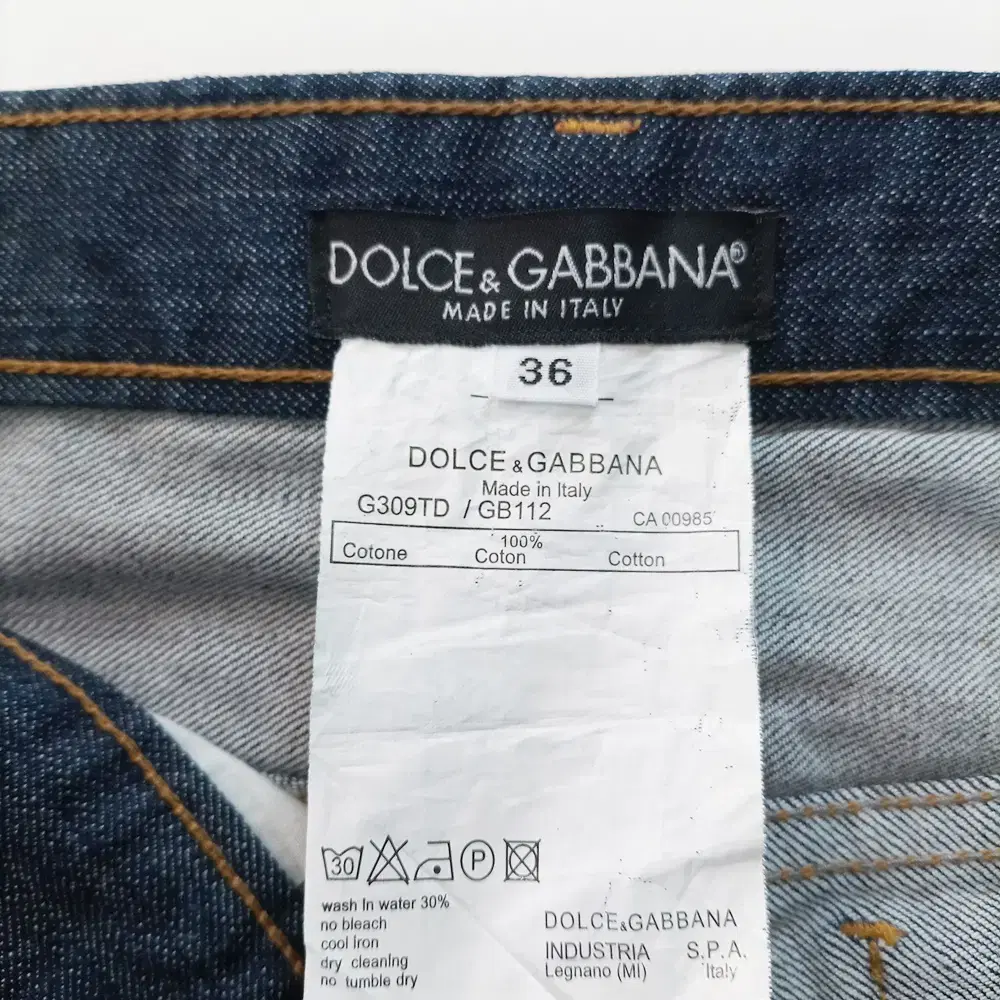 DOLCE & GABBANA®
MADE IN ITALY
36
DOLCE & GABBANA
Made in Italy
G309TD / GB112 CA 00985
100%
Cotone Coton Cotton
30 P
wash In water 30%
no bleach
cool Iron
dry cleanIng
no tumble dry
DOLCE&GABBANA
INDUSTRIA S.P.A.
Legnano (MI) Italy